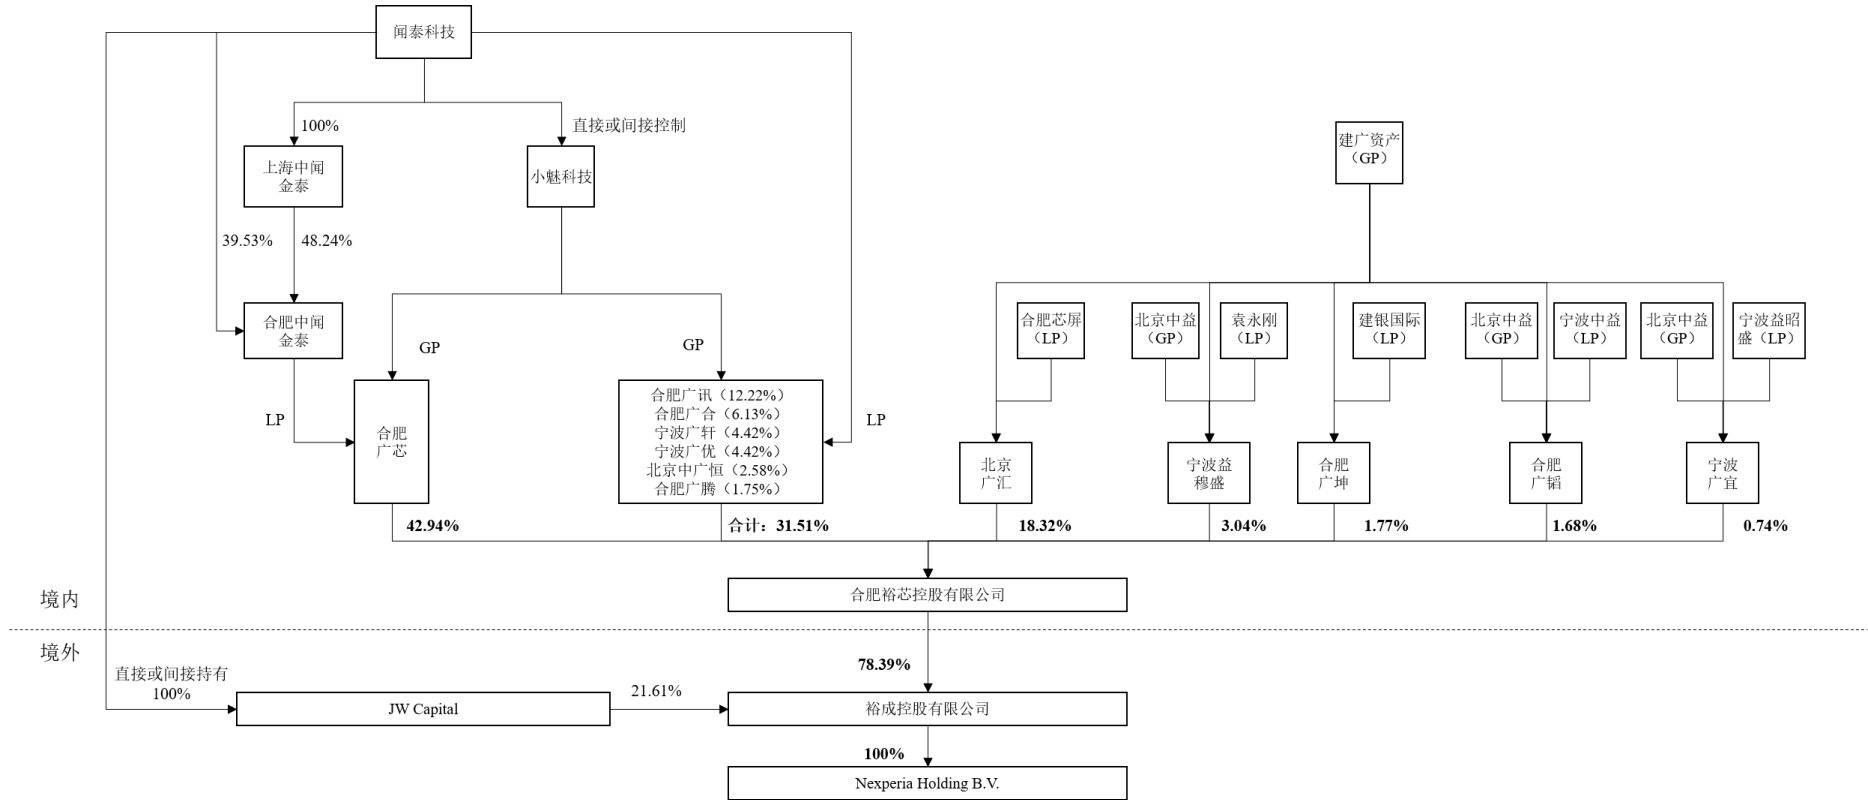 闻泰科技
100%
直接或间接控制
上海中闻
金泰
小魅科技
建广资产
（GP）
39.53%
48.24%
合肥中闻
金泰
GP
GP
合肥芯屏
（LP）
北京中益
（GP）
袁永刚
（LP）
建银国际
（LP）
北京中益
（GP）
宁波中益
（LP）
北京中益
（GP）
宁波益昭
盛（LP）
LP
合肥
广芯
合肥广讯（12.22%）
合肥广合（6.13%）
宁波广轩（4.42%）
宁波广优（4.42%）
北京中广恒（2.58%）
合肥广腾（1.75%）
LP
北京
广汇
宁波益
穆盛
合肥
广坤
合肥
广韬
宁波
广宜
42.94%
合计：31.51%
18.32%
3.04%
1.77%
1.68%
0.74%
合肥裕芯控股有限公司
境内
境外
78.39%
直接或间接持有
100%
JW Capital
21.61%
裕成控股有限公司
100%
Nexperia Holding B.V.